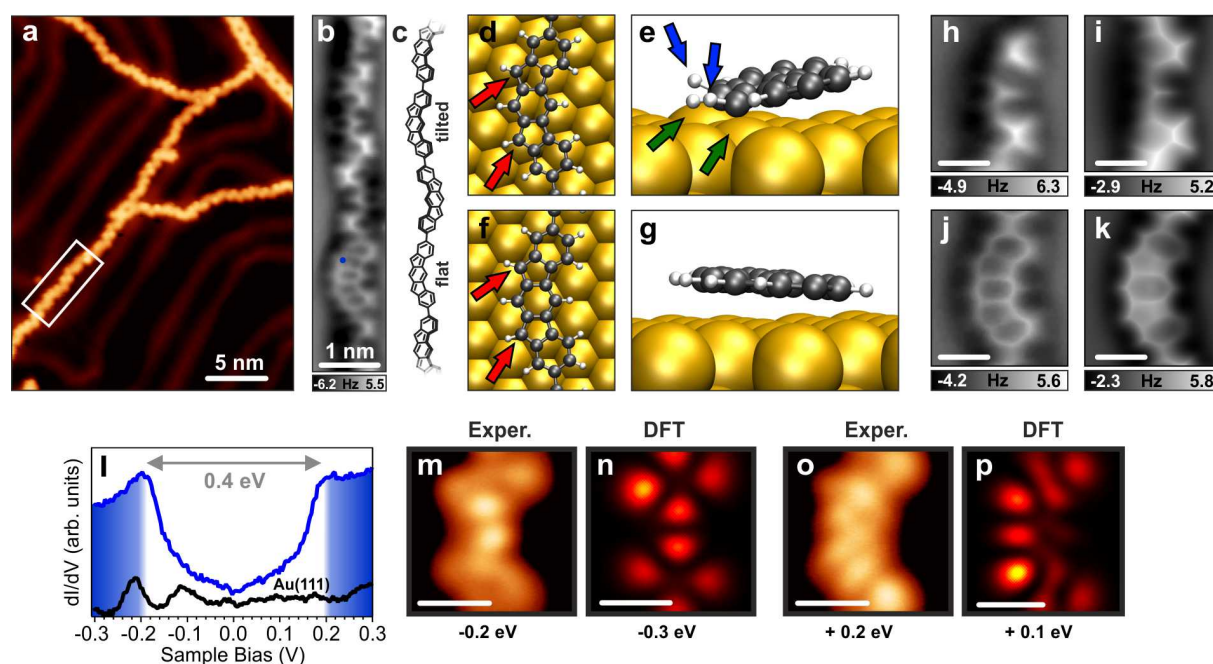 a
5 nm
b
1 nm
-6.2 Hz 5.5
c
tilted
flat
d
e
f
g
h
-4.9 Hz 6.3
i
-2.9 Hz 5.2
j
-4.2 Hz 5.6
k
-2.3 Hz 5.8
l
0.4 eV
Au(111)
dI/dV (arb. units)
-0.3 -0.2 -0.1 0.0 0.1 0.2 0.3
Sample Bias (V)
Exper.
m
-0.2 eV
DFT
n
-0.3 eV
Exper.
o
+ 0.2 eV
DFT
p
+ 0.1 eV